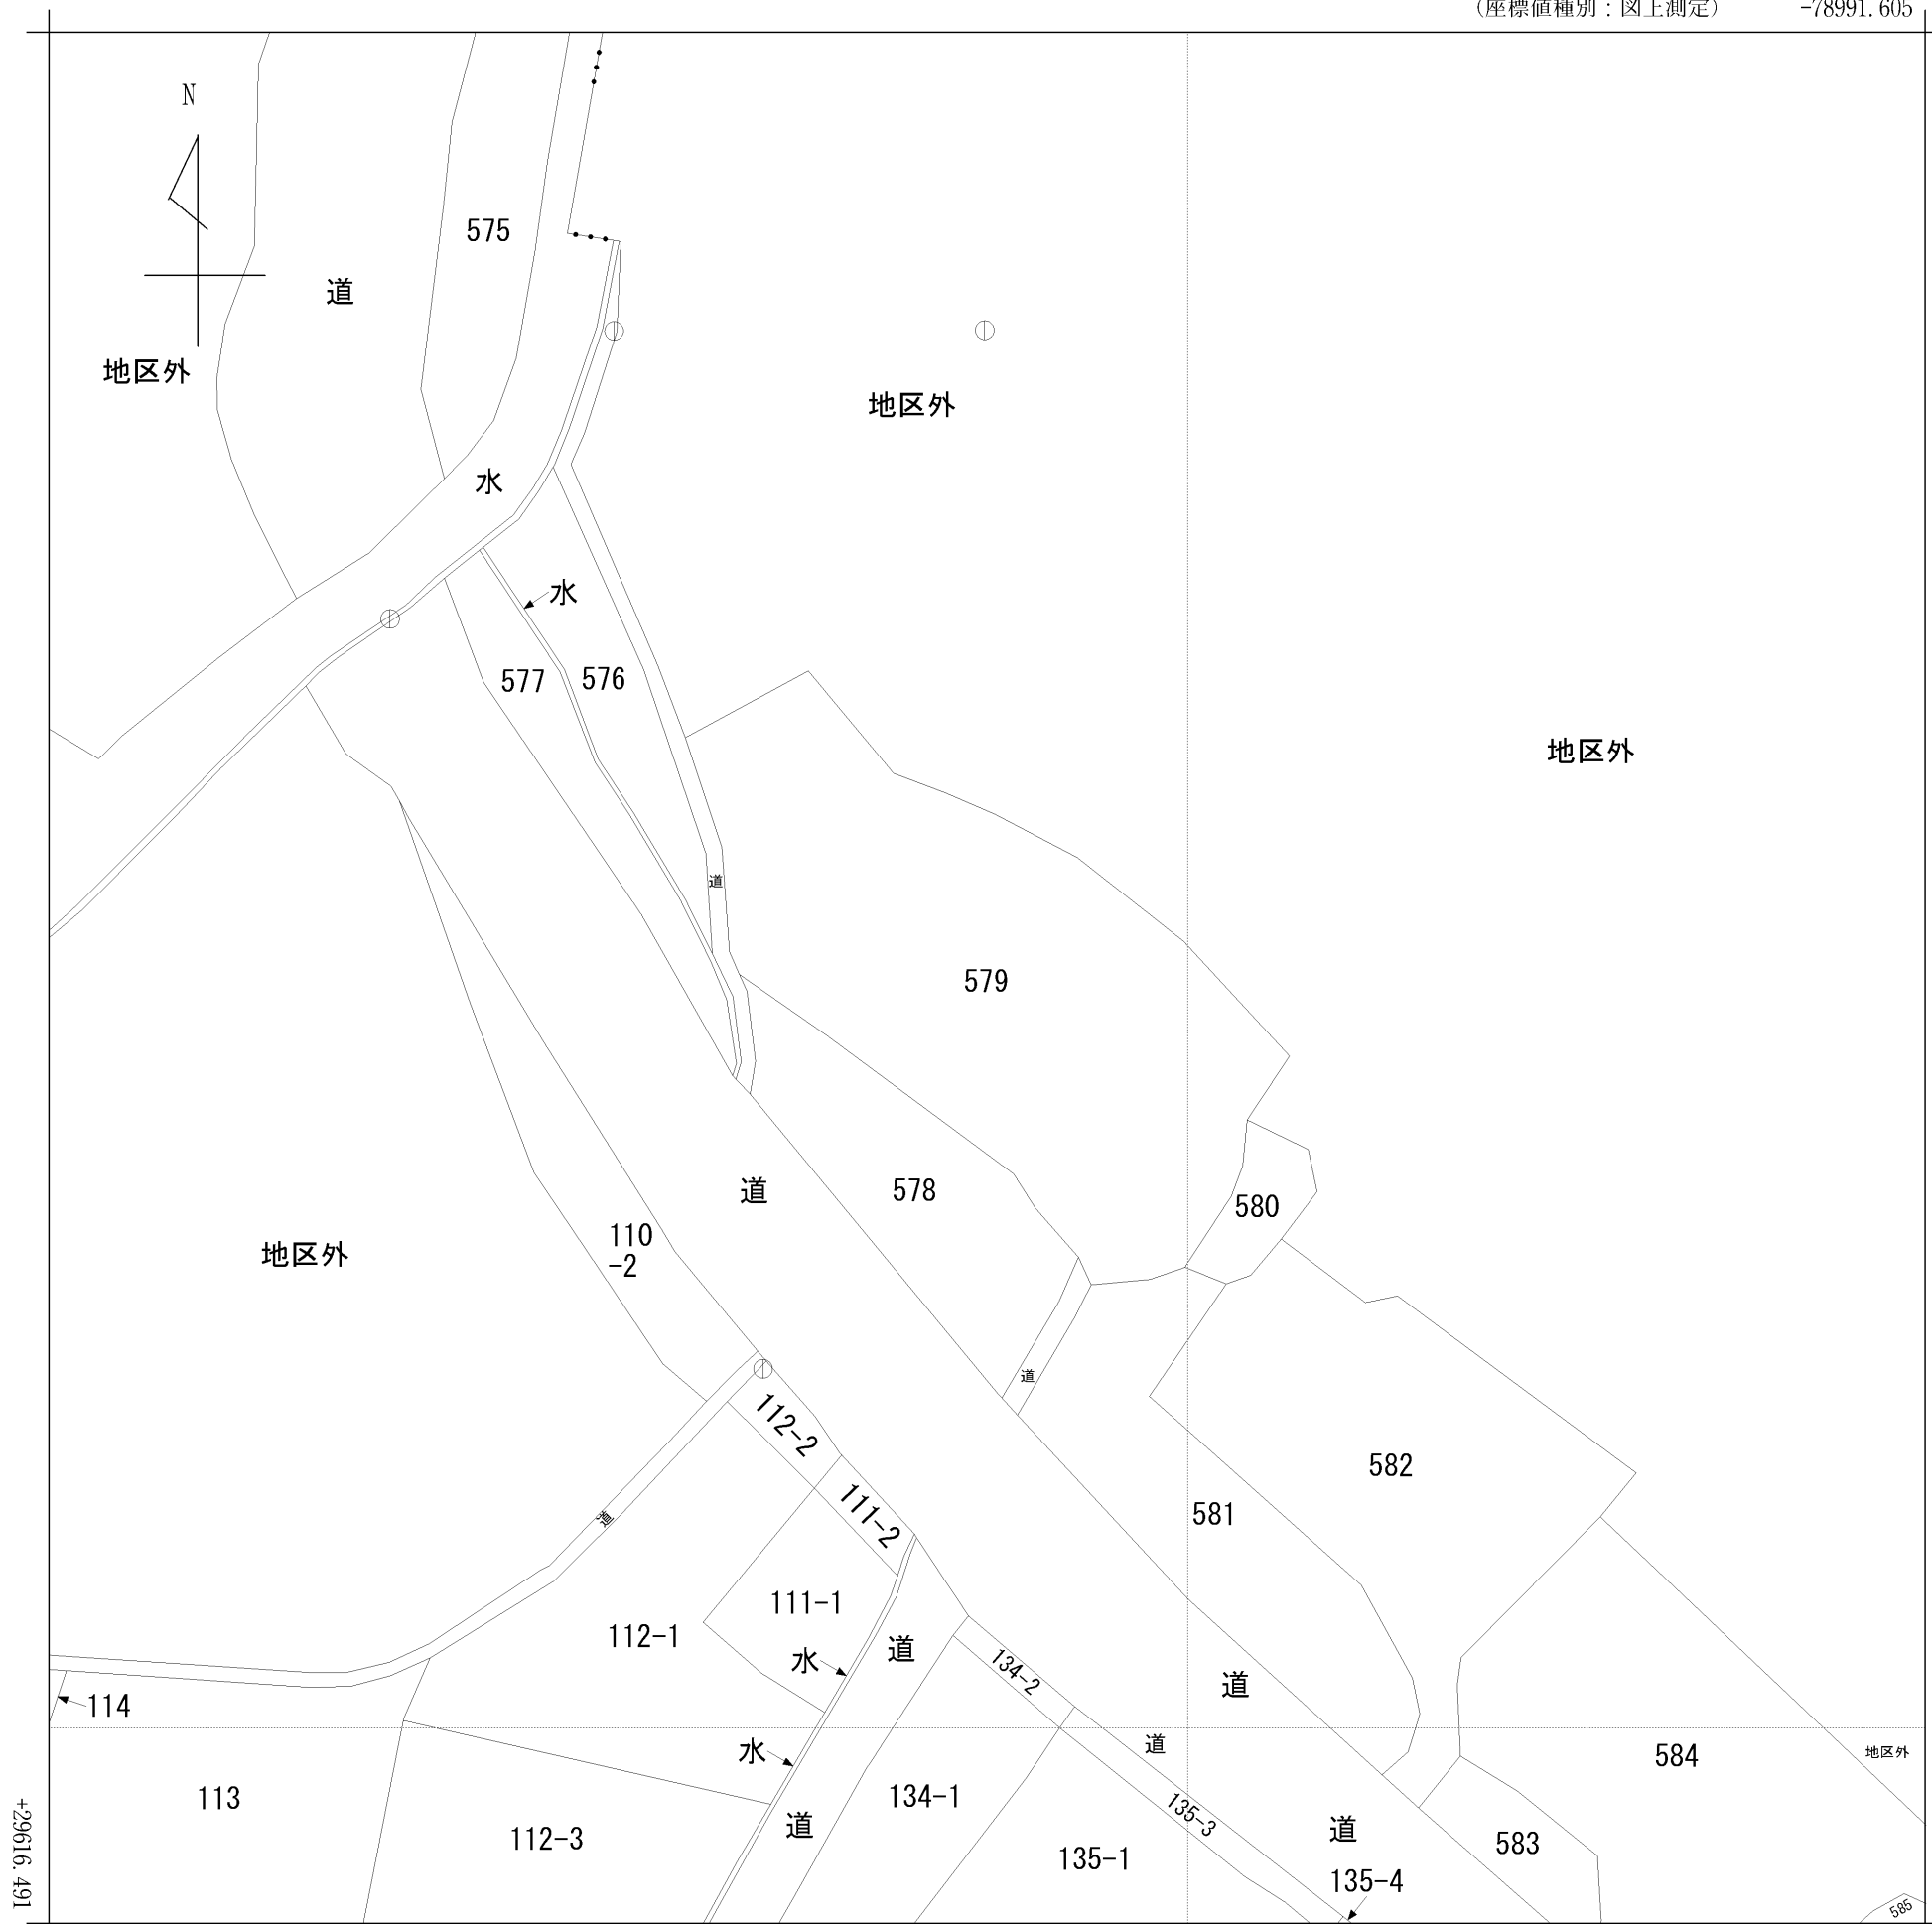 （座標値種別：図上測定） -78991.605
N
575
道
地区外
地区外
水
水
577
576
地区外
道
579
道
578
580
110
-2
地区外
道
112-2
582
111-2
581
道
111-1
112-1
道
水
134-2
道
114
水
道
584
地区外
113
134-1
道
135-3
道
112-3
583
135-1
135-4
585
+29616.491